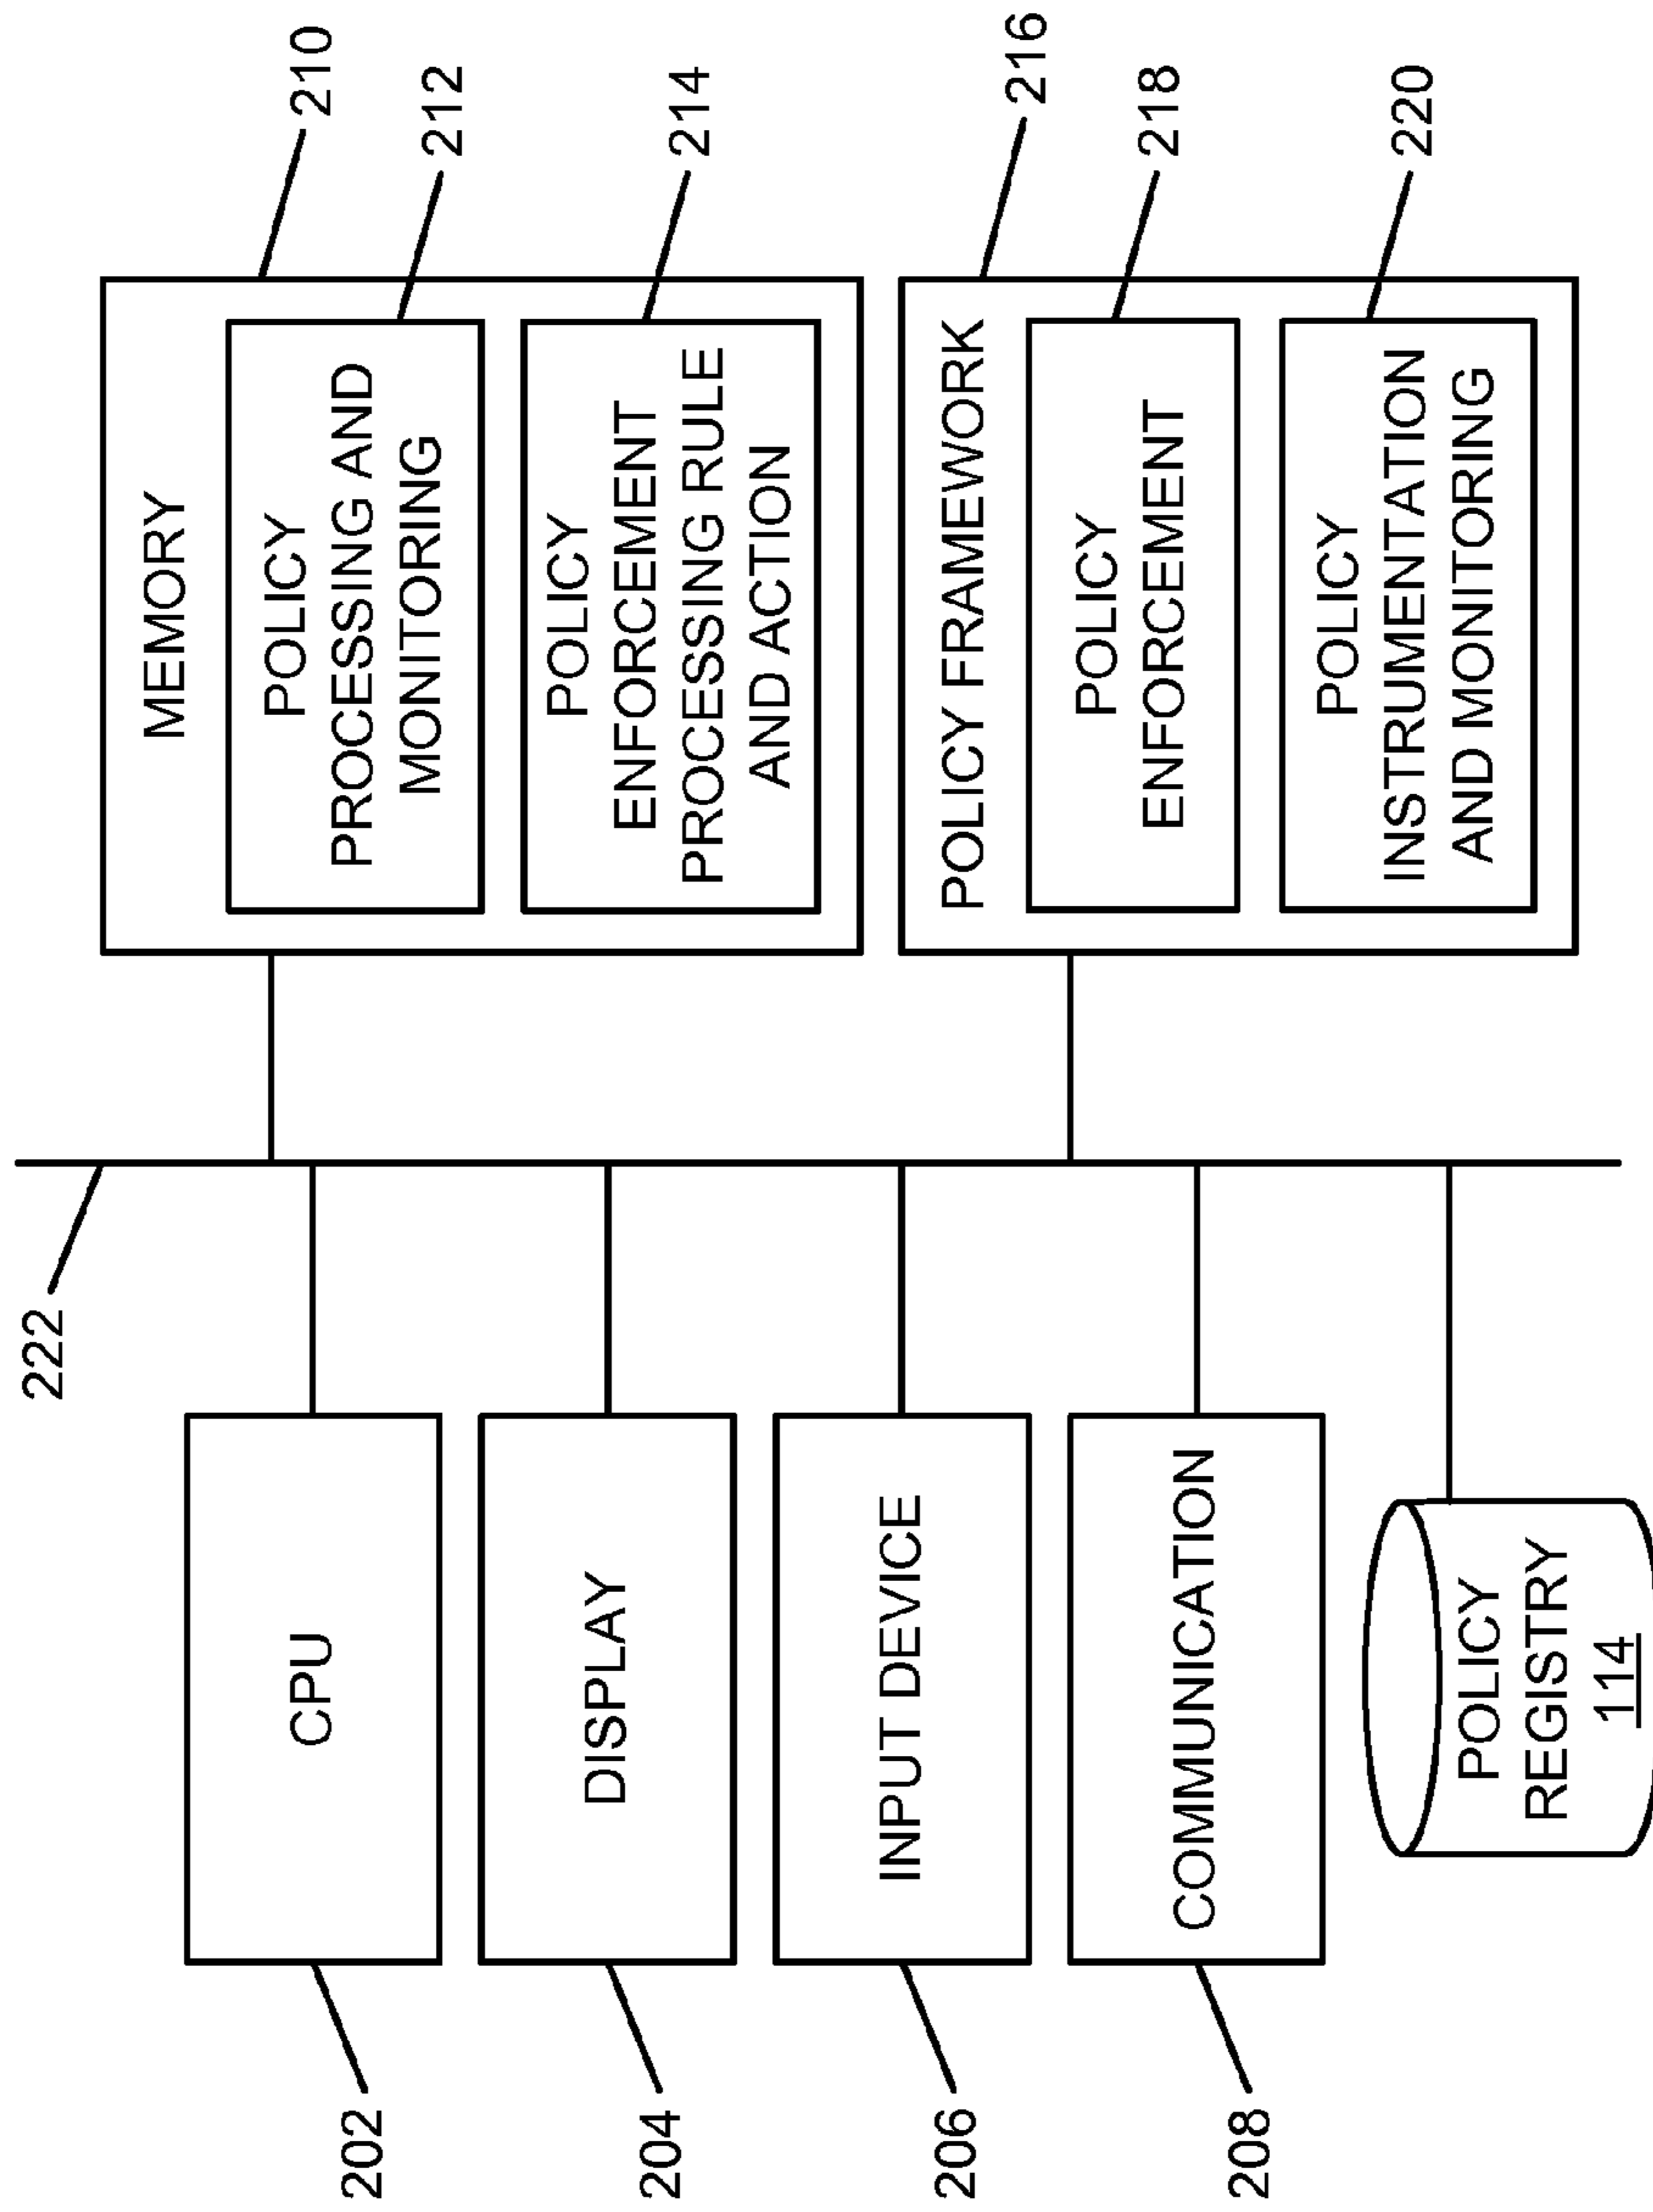 222
202
CPU
204
DISPLAY
206
INPUT DEVICE
208
COMMUNICATION
POLICY
REGISTRY
114
MEMORY
210
POLICY
PROCESSING AND
MONITORING
212
POLICY
ENFORCEMENT
PROCESSING RULE
AND ACTION
214
POLICY FRAMEWORK
216
POLICY
ENFORCEMENT
218
POLICY
INSTRUMENTATION
AND MONITORING
220